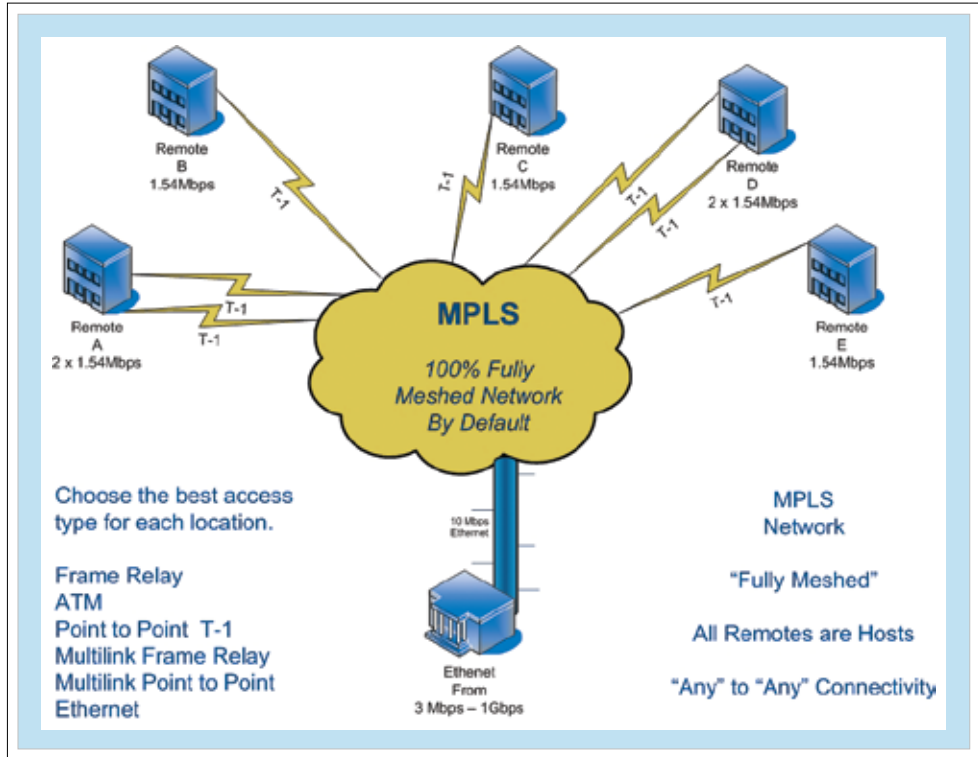 Remote
B
1.54Mbps
T-1
Remote
C
1.54Mbps
T-1
Remote
D
2 x 1.54Mbps
T-1
T-1
Remote
A
2 x 1.54Mbps
T-1
T-1
Remote
E
1.54Mbps
T-1
MPLS
100% Fully
Meshed Network
By Default
10 Mbps
Ethernet
Ethenet
From
3 Mbps – 1Gbps
Choose the best access
type for each location.
Frame Relay
ATM
Point to Point T-1
Multilink Frame Relay
Multilink Point to Point
Ethernet
MPLS
Network
“Fully Meshed”
All Remotes are Hosts
“Any” to “Any” Connectivity